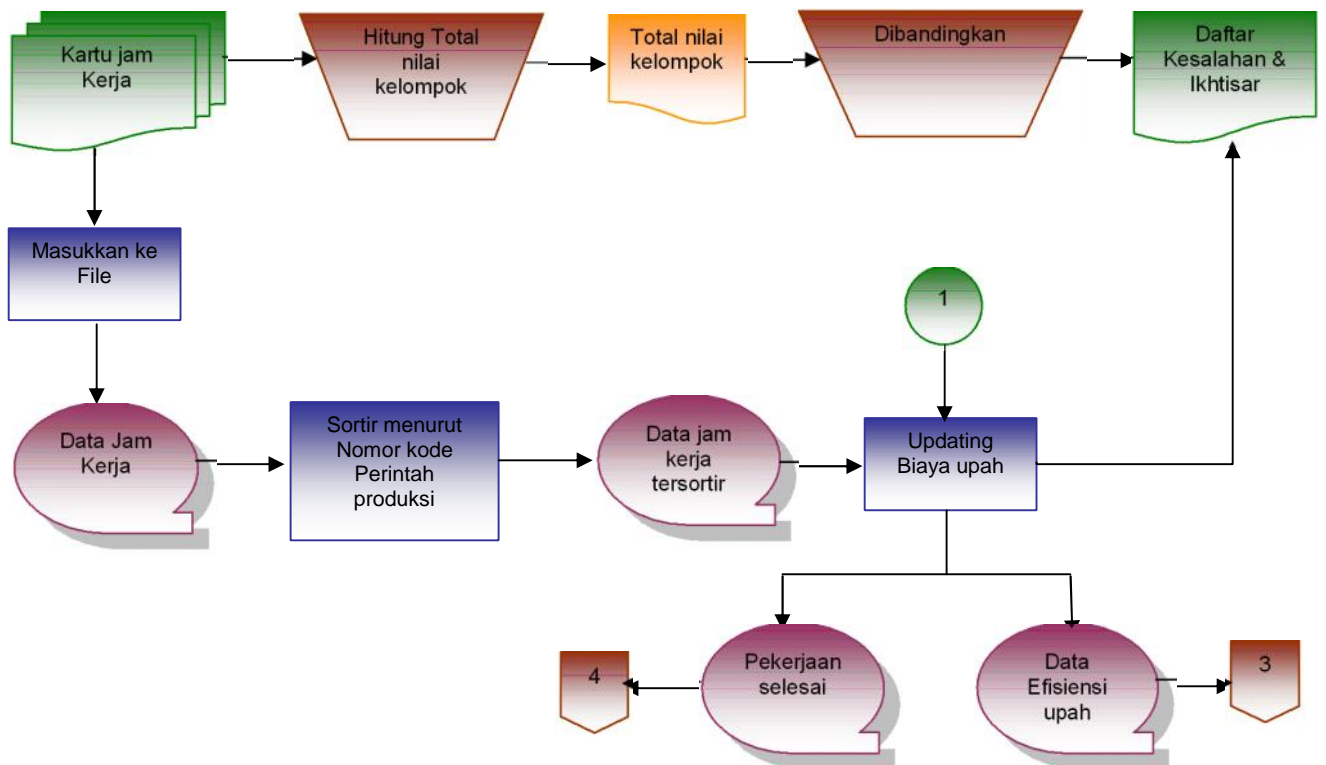 Kartu jam
Kerja
Hitung Total
nilai
kelompok
Total nilai
kelompok
Dibandingkan
Daftar
Kesalahan &
Ikhtisar
Masukkan ke
File
1
Data Jam
Kerja
Sortir menurut
Nomor kode
Perintah
produksi
Data jam
kerja
tersortir
Updating
Biaya upah
4
Pekerjaan
selesai
Data
Efisiensi
upah
3